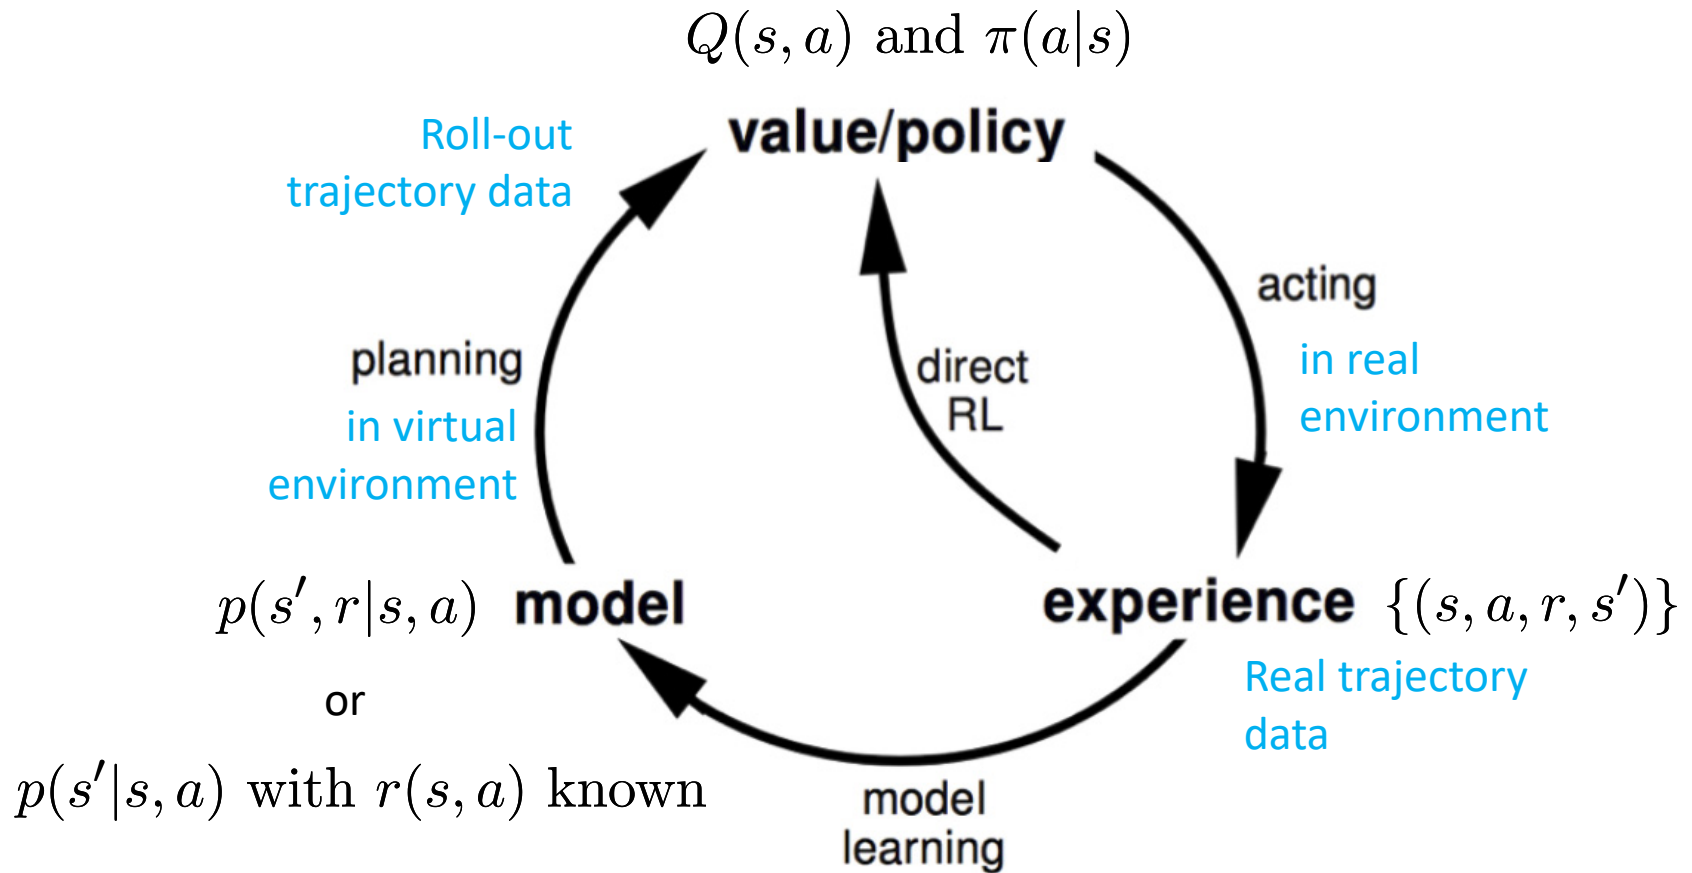 Q(s, a) and π(a|s)
value/policy
Roll-out
trajectory data
acting
in real
environment
direct
RL
planning
in virtual
environment
p(s′, r|s, a)
model
experience
{(s, a, r, s′)}
Real trajectory
data
or
p(s′|s, a) with r(s, a) known
model
learning